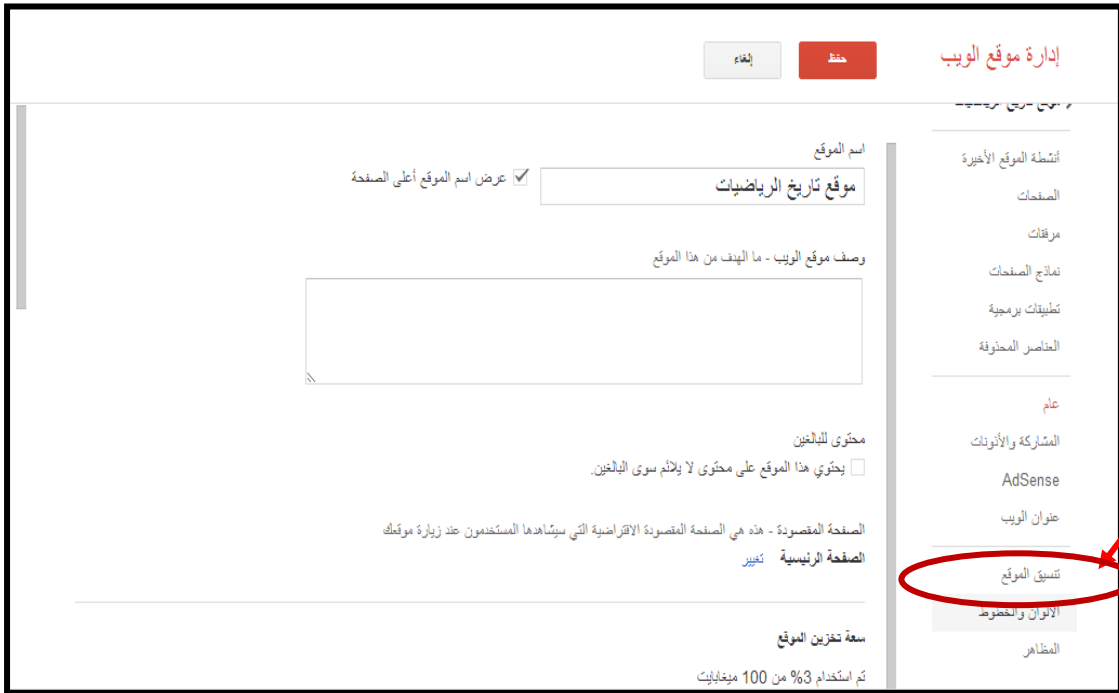 إدارة موقع الويب
حفظ
إلغاء
موقع تاريخ الرياضيات
أنشطة الموقع الأخيرة
الصفحات
مرفقات
نماذج الصفحات
تطبيقات برمجية
العناصر المحذوفة
عام
المشاركة والأذونات
AdSense
عنوان الويب
تنسيق الموقع
الألوان والخطوط
المظاهر
اسم الموقع
موقع تاريخ الرياضيات
عرض اسم الموقع أعلى الصفحة
وصف موقع الويب - ما الهدف من هذا الموقع
محتوى للبالغين
يحتوي هذا الموقع على محتوى لا يلائم سوى البالغين.
الصفحة المقصودة - هذه هي الصفحة المقصودة الافتراضية التي سيشاهدها المستخدمون عند زيارة موقعك
الصفحة الرئيسية تغيير
سعة تخزين الموقع
تم استخدام 3% من 100 ميغابايت